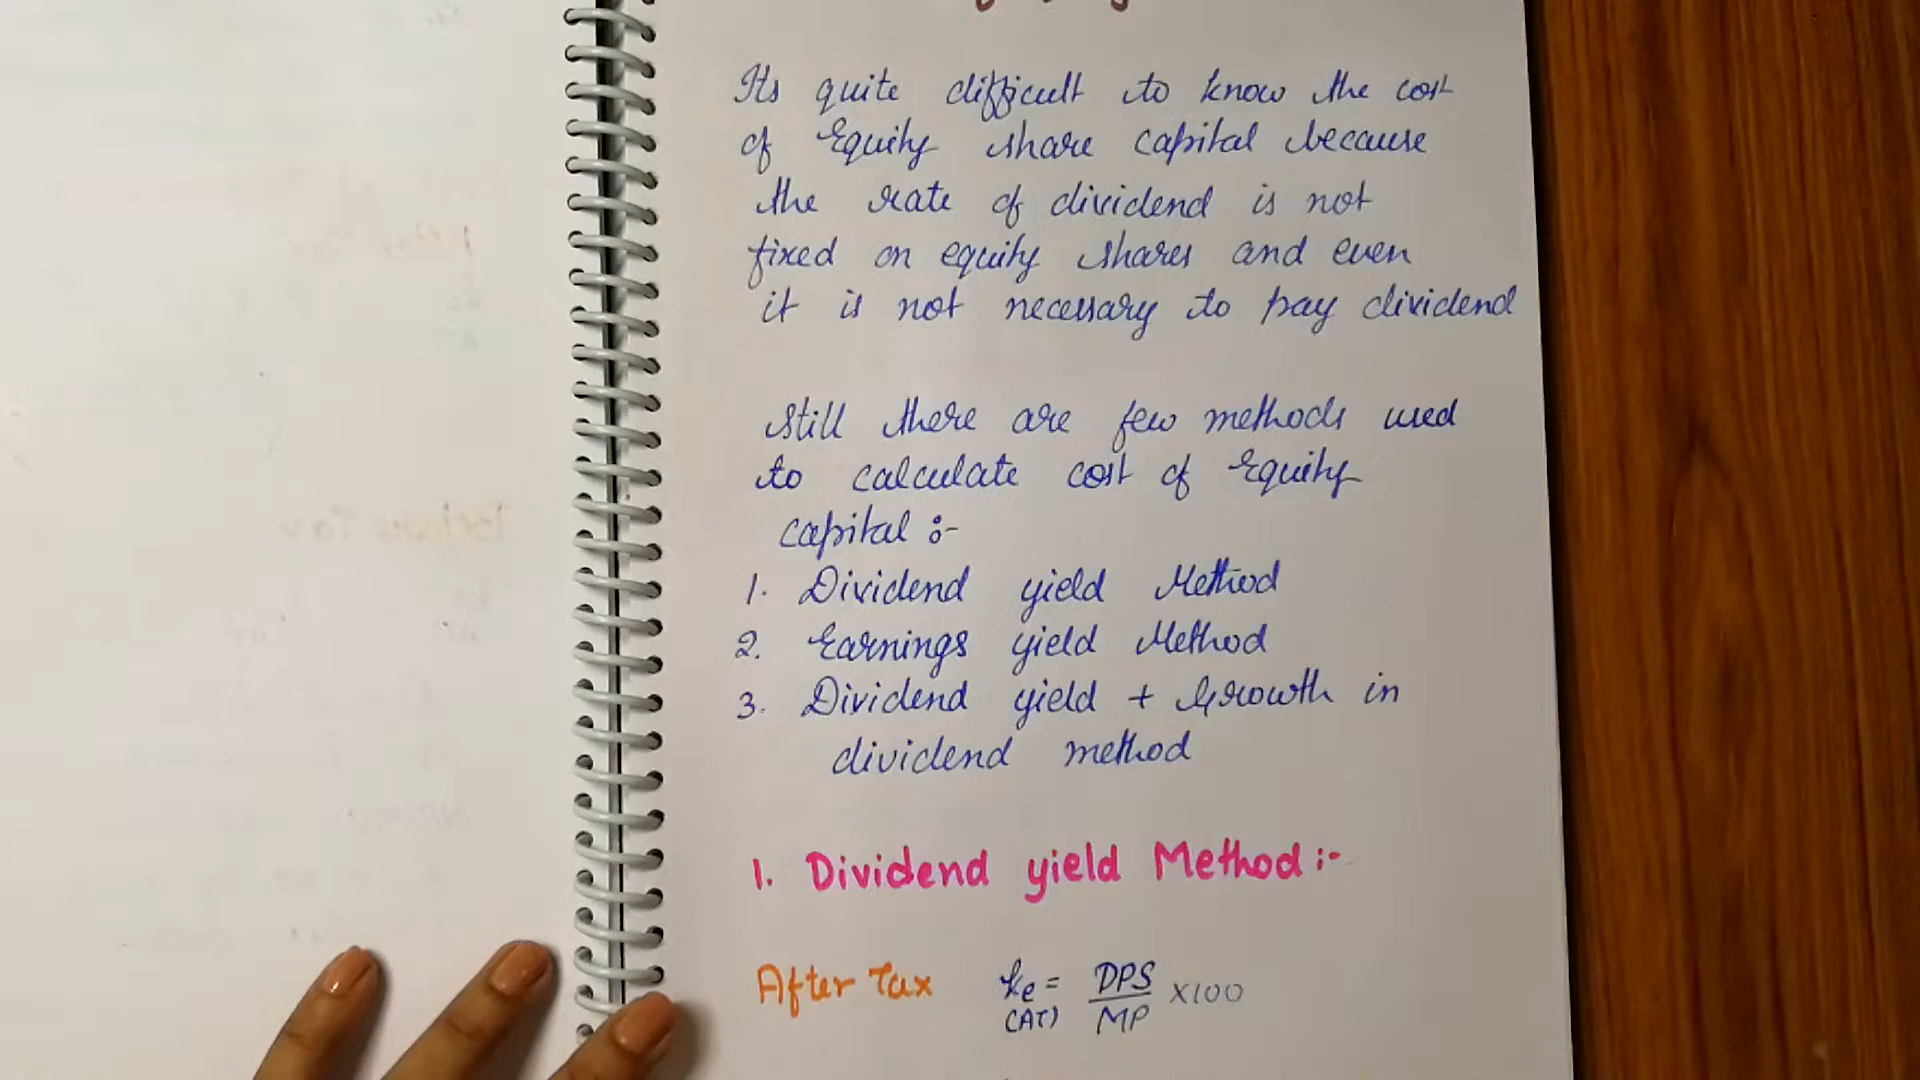 Its quite difficult to know the cost
of Equity share capital because
the rate of dividend is not
fixed on equity shares and even
it is not necessary to pay dividend
Still there are few methods used
to calculate cost of Equity
capital :-
1. Dividend yield Method
2. Earnings yield Method
3. Dividend yield + Growth in
dividend method
1. Dividend yield Method :-
After Tax ke = DPS/MP X100
(AT)